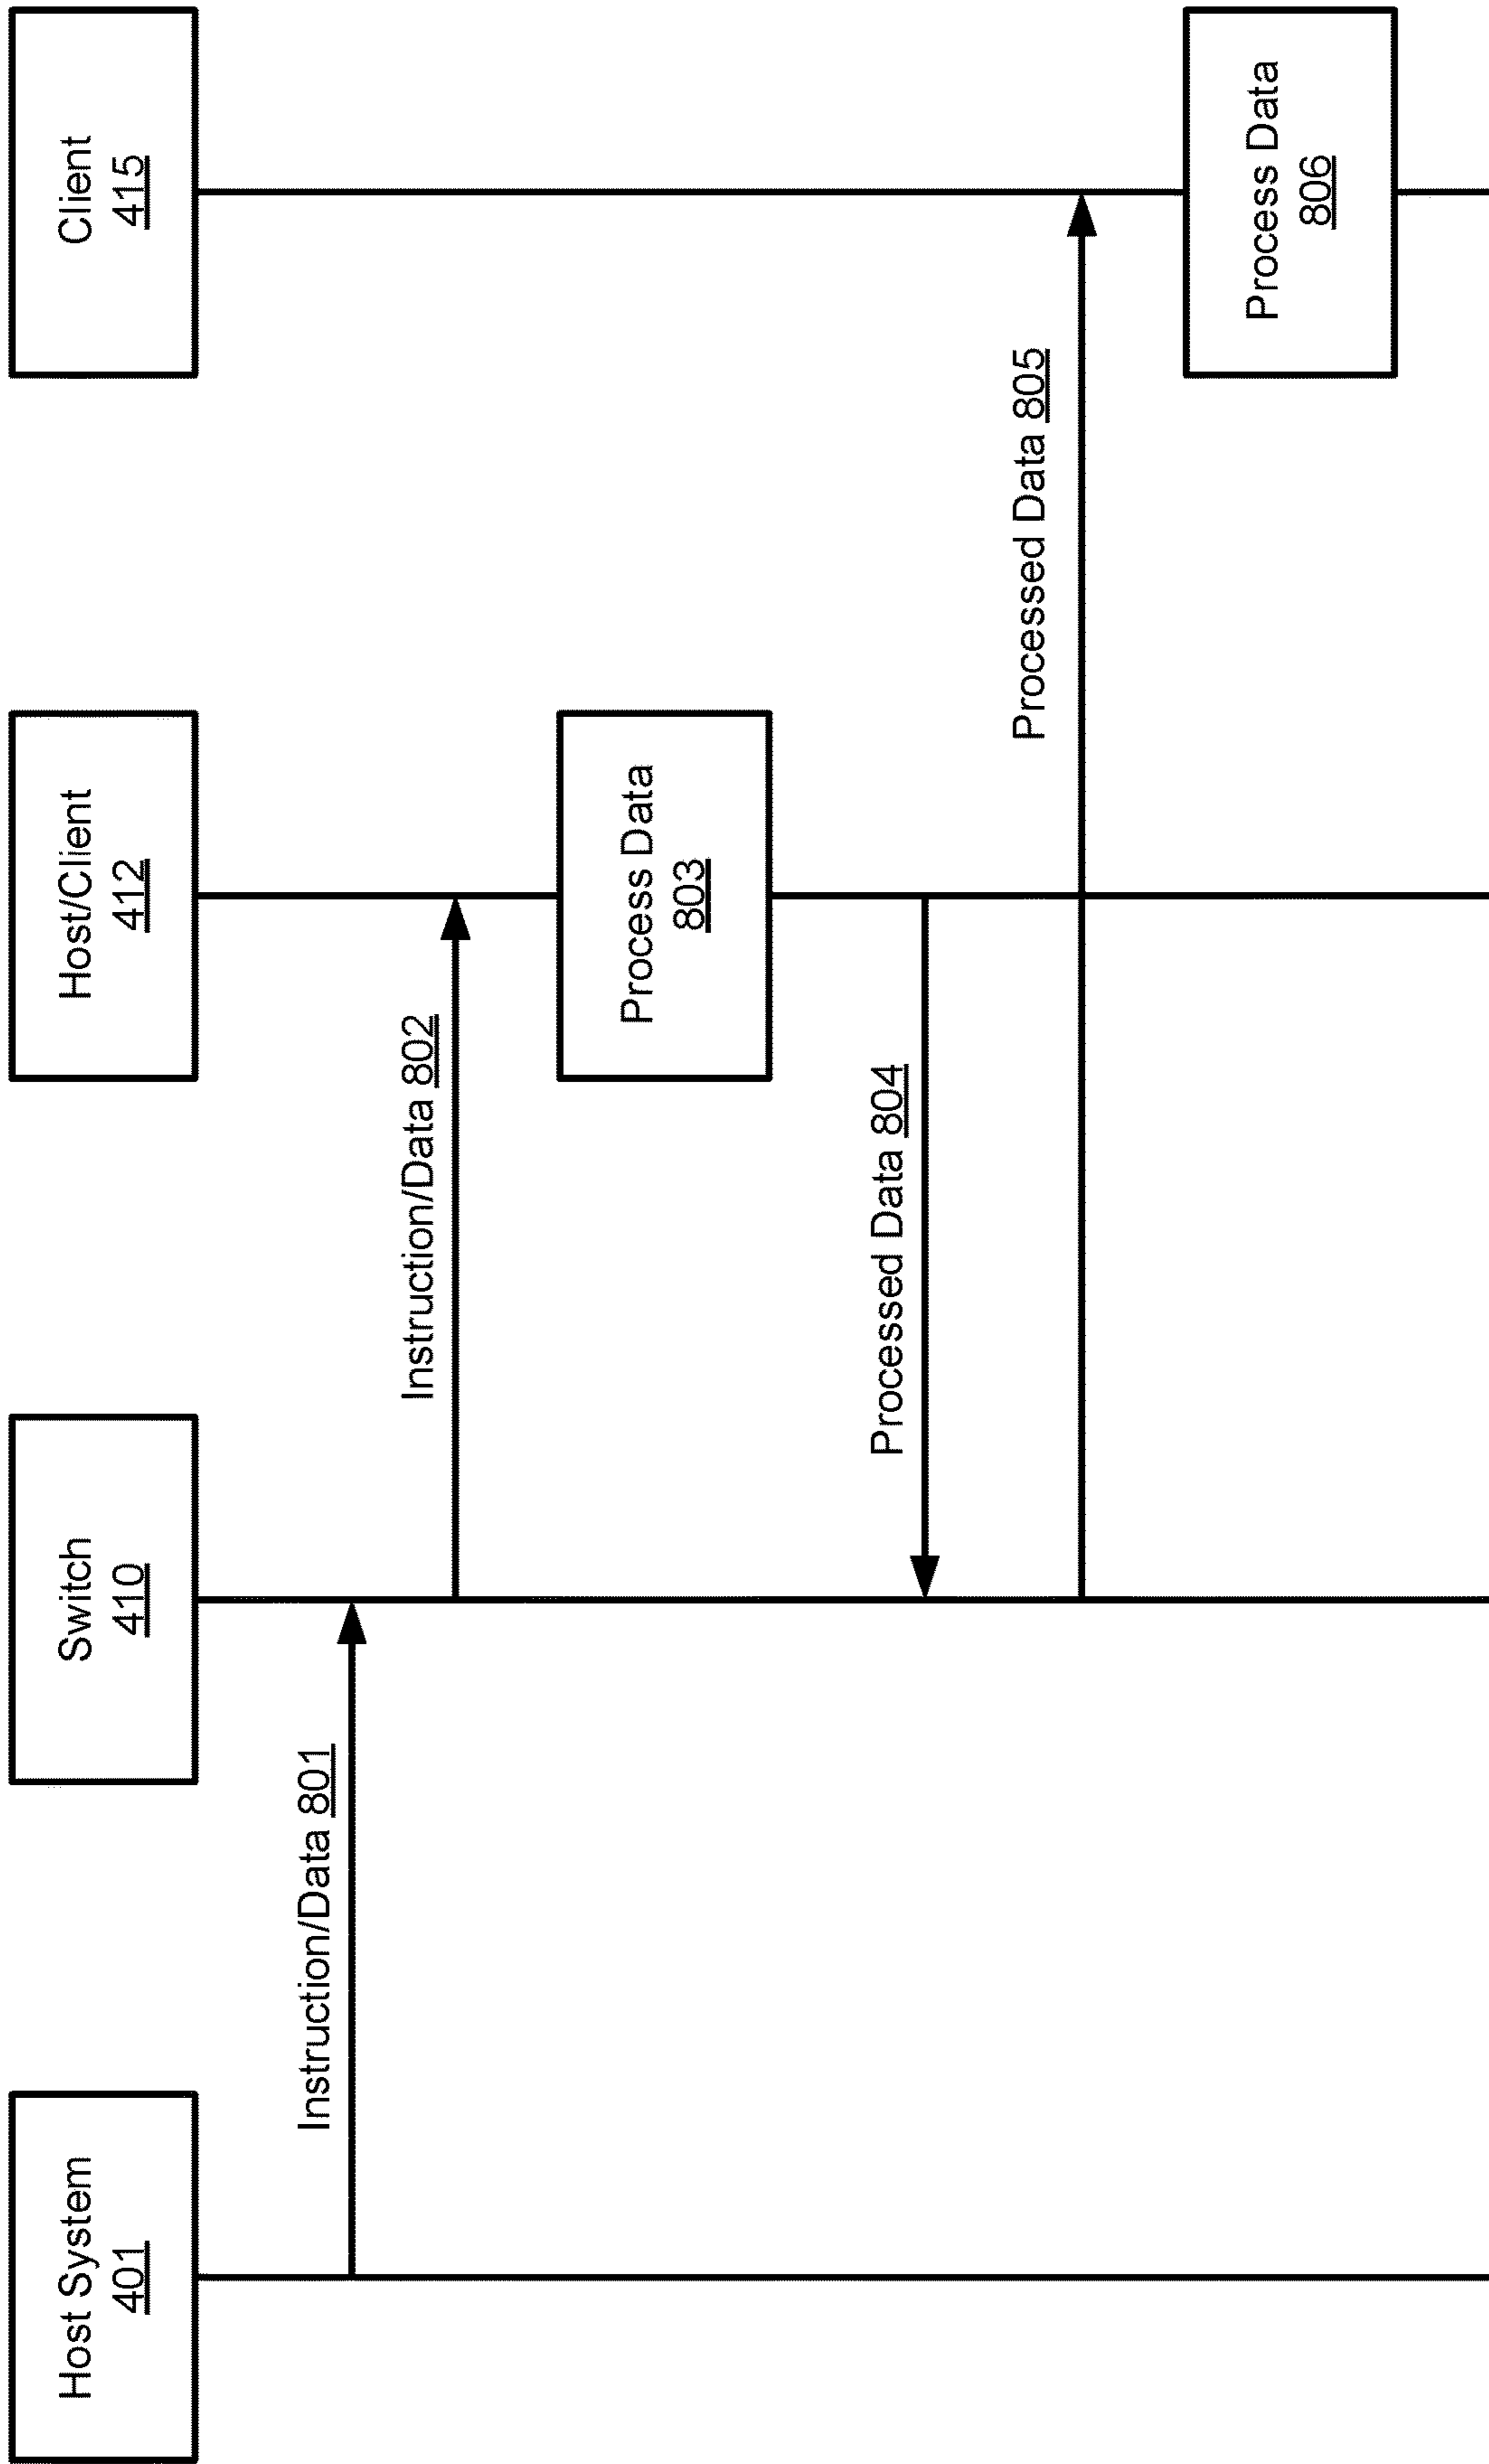 Host System
401
Switch
410
Host/Client
412
Client
415
Instruction/Data 801
Instruction/Data 802
Process Data
803
Processed Data 804
Processed Data 805
Process Data
806